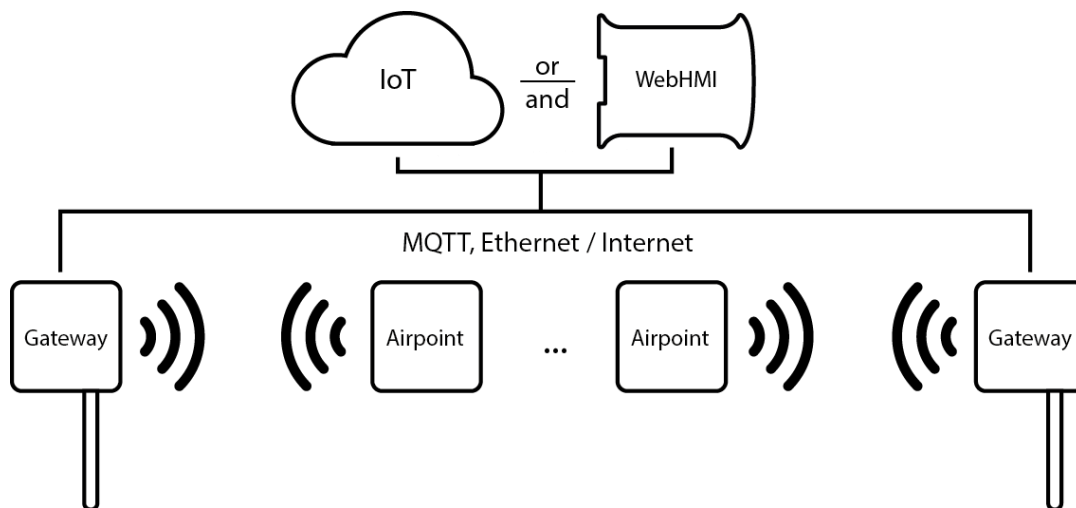 IoT
or
and
WebHMI
MQTT, Ethernet / Internet
Gateway
Airpoint
...
Airpoint
Gateway